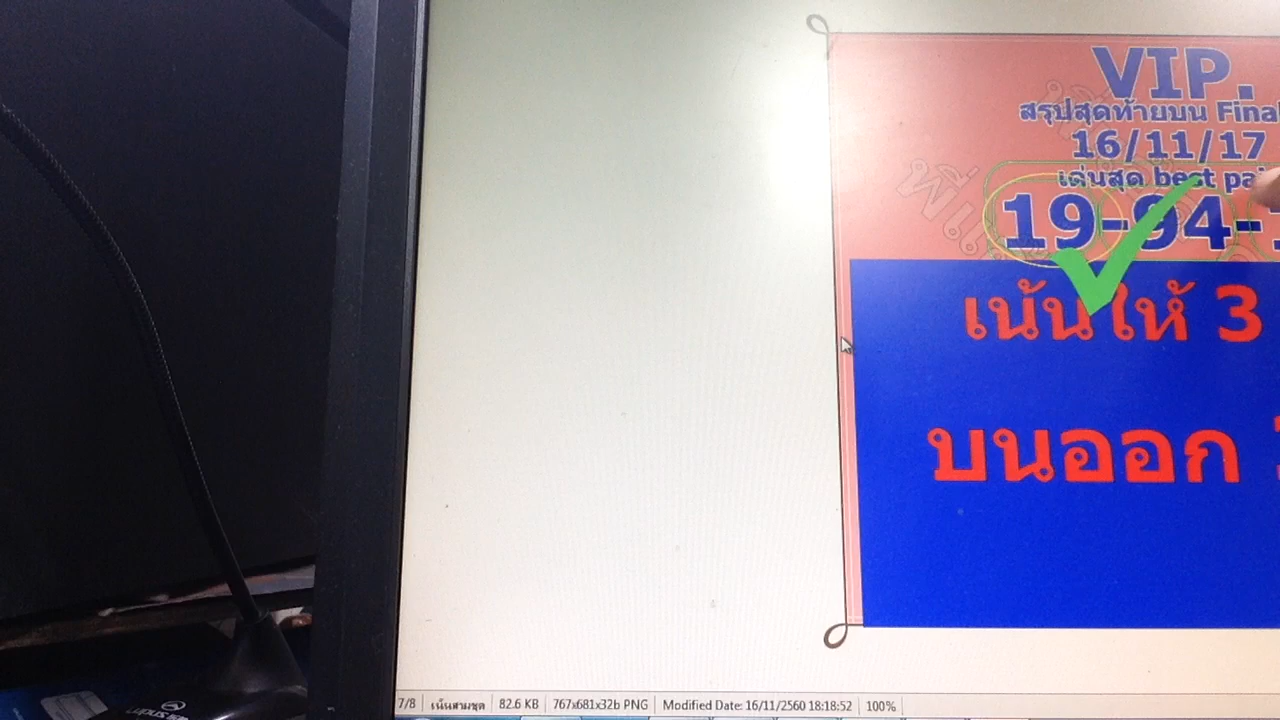 VIP.
สรุปสุดท้ายบน Final
16/11/17
เด่นสุด best pai
19-94-1
เน้นให้ 3
บนออก
7/8 เน้นสามชุด 82.6 KB 767x681x32b PNG Modified Date: 16/11/2560 18:18:52 100%